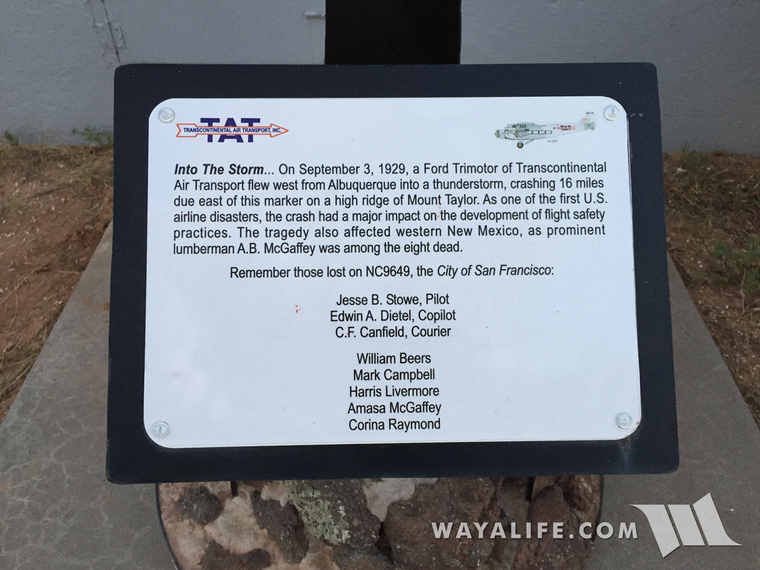 TAT
TRANSCONTINENTAL AIR TRANSPORT, INC.
Into The Storm... On September 3, 1929, a Ford Trimotor of Transcontinental
Air Transport flew west from Albuquerque into a thunderstorm, crashing 16 miles
due east of this marker on a high ridge of Mount Taylor. As one of the first U.S.
airline disasters, the crash had a major impact on the development of flight safety
practices. The tragedy also affected western New Mexico, as prominent
lumberman A.B. McGaffey was among the eight dead.
Remember those lost on NC9649, the City of San Francisco:
Jesse B. Stowe, Pilot
Edwin A. Dietel, Copilot
C.F. Canfield, Courier
William Beers
Mark Campbell
Harris Livermore
Amasa McGaffey
Corina Raymond
WAYALIFE.COM